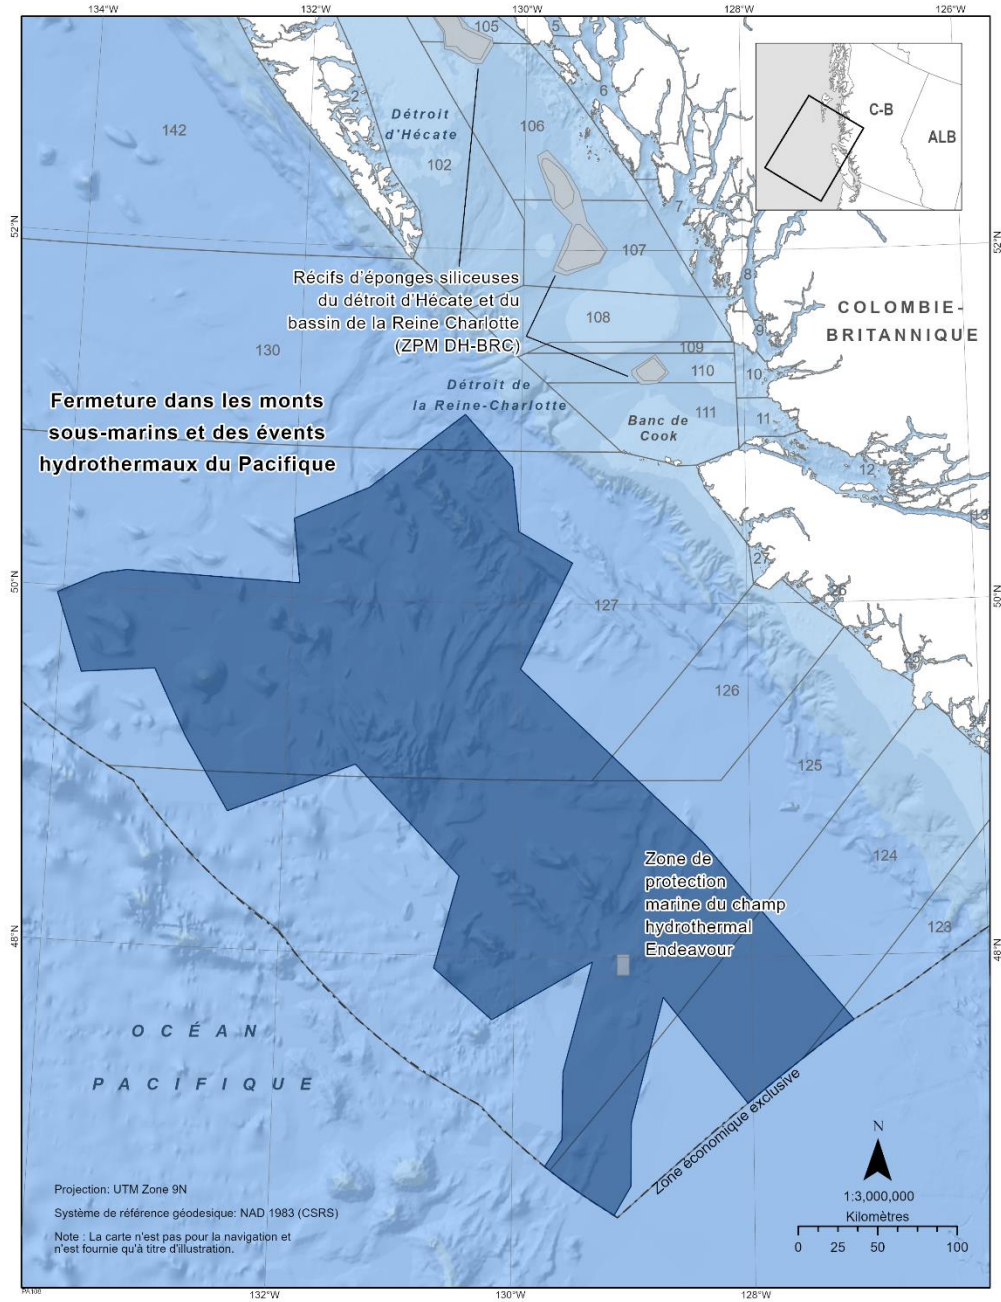 134°W
132°W
130°W
128°W
126°W
105
5
6
2
142
Détroit
d'Hécate
106
102
C-B
ALB
7
52°N
52°N
107
8
Récifs d'éponges siliceuses
du détroit d'Hécate et du
bassin de la Reine Charlotte
(ZPM DH-BRC)
108
9
COLOMBIE-
BRITANNIQUE
130
109
110
10
Détroit de
la Reine-Charlotte
111
11
Banc de
Cook
Fermeture dans les monts
sous-marins et des évents
hydrothermaux du Pacifique
12
13
27
50°N
50°N
26
127
25
126
24
125
124
Zone de
protection
marine du champ
hydrothermal
Endeavour
123
48°N
48°N
OCÉAN
PACIFIQUE
Zone économique exclusive
N
1:3,000,000
Kilomètres
0 25 50 100
Projection: UTM Zone 9N
Système de référence géodesique: NAD 1983 (CSRS)
Note : La carte n'est pas pour la navigation et
n'est fournie qu'à titre d'illustration.
132°W
130°W
128°W